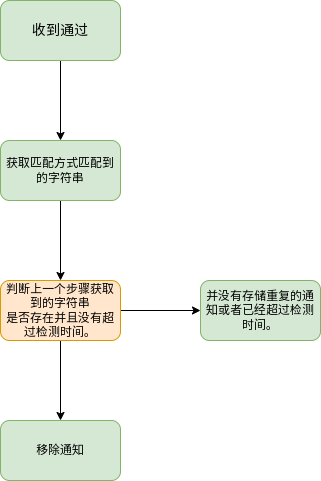 收到通过
获取匹配方式匹配到
的字符串
判断上一个步骤获取
到的字符串
是否存在并且没有超
过检测时间。
并没有存储重复的通
知或者已经超过检测
时间。
移除通知